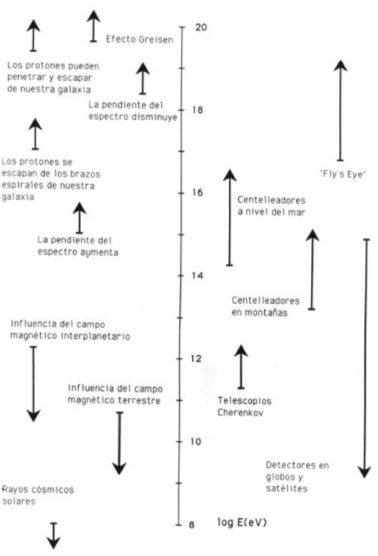 20
Efecto Greisen
Los protones pueden
penetrar y escapar
de nuestra galaxia
La pendiente del
espectro disminuye
18
Los protones se
escapan de los brazos
espirales de nuestra
galaxia
"Fly's Eye"
16
Centelleadores
a nivel del mar
La pendiente del
espectro aumenta
14
Centelleadores
en montañas
Influencia del campo
magnético interplanetario
12
Influencia del campo
magnético terrestre
Telescopios
Cherenkov
10
Detectores en
globos y
satélites
Rayos cósmicos
solares
8
log E(eV)